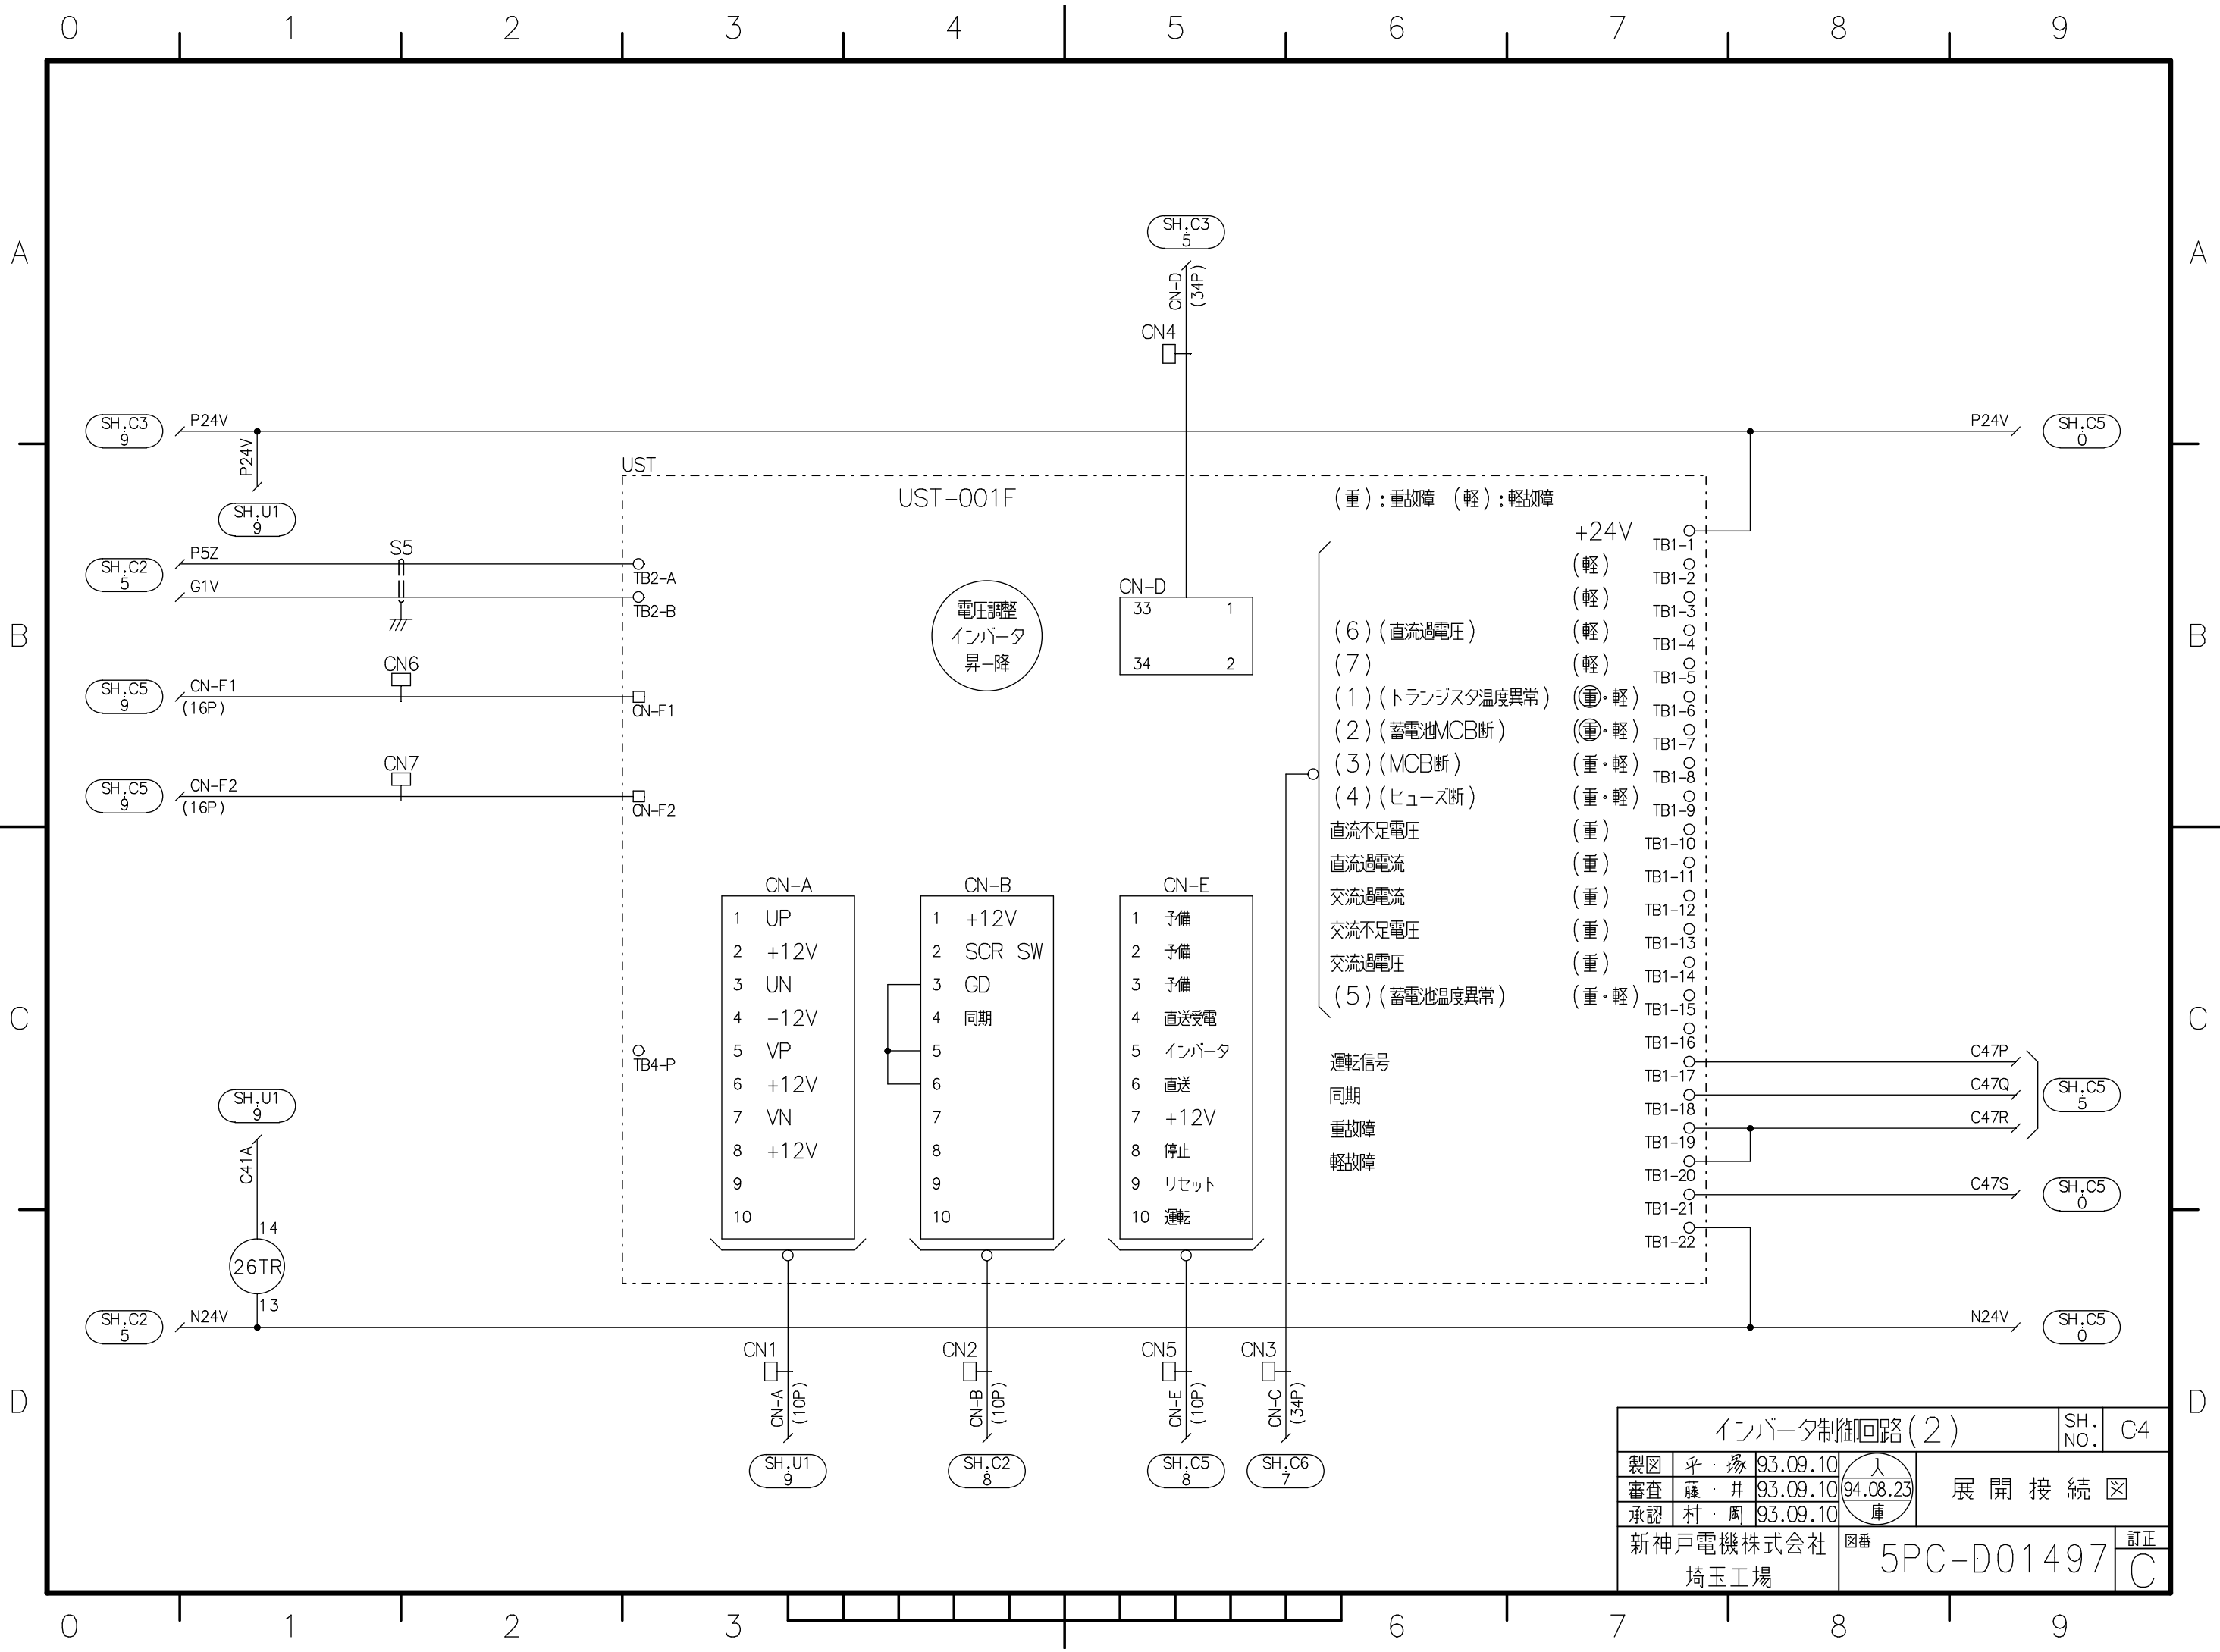 0 1 2 3 4 5 6 7 8 9
A A
B B
C C
D D
SH.C3
5
CN-D
(34P)
CN4
SH.C3
9
P24V
P24V
SH.U1
9
P24V
SH.C5
0
UST
UST-001F
(重):重故障 (軽):軽故障
SH.C2
5
P5Z
G1V
S5
TB2-A
TB2-B
SH.C5
9
CN-F1
(16P)
CN6
CN-F1
SH.C5
9
CN-F2
(16P)
CN7
CN-F2
電圧調整
インバータ
昇−降
CN-D
33 1
34 2
+24V TB1-1
(軽) TB1-2
(軽) TB1-3
(6)(直流過電圧) (軽) TB1-4
(7) (軽) TB1-5
(1)(トランジスタ温度異常) (重・軽) TB1-6
(2)(蓄電池MCB断) (重・軽) TB1-7
(3)(MCB断) (重・軽) TB1-8
(4)(ヒューズ断) (重・軽) TB1-9
直流不足電圧 (重) TB1-10
直流過電流 (重) TB1-11
交流過電流 (重) TB1-12
交流不足電圧 (重) TB1-13
交流過電圧 (重) TB1-14
(5)(蓄電池温度異常) (重・軽) TB1-15
TB1-16
運転信号 TB1-17 C47P
同期 TB1-18 C47Q
重故障 TB1-19 C47R
軽故障 TB1-20
TB1-21 C47S
TB1-22
SH.C5
5
SH.C5
0
CN-A
1 UP
2 +12V
3 UN
4 -12V
5 VP
6 +12V
7 VN
8 +12V
9
10
CN-B
1 +12V
2 SCR SW
3 GD
4 同期
5
6
7
8
9
10
CN-E
1 予備
2 予備
3 予備
4 直送受電
5 インバータ
6 直送
7 +12V
8 停止
9 リセット
10 運転
TB4-P
SH.U1
9
C41A
14
26TR
13
SH.C2
5
N24V
N24V
SH.C5
0
CN1
CN-A
(10P)
SH.U1
9
CN2
CN-B
(10P)
SH.C2
8
CN5
CN-E
(10P)
SH.C5
8
CN3
CN-C
(34P)
SH.C6
7
インバータ制御回路(2)
SH.
NO.
C4
製図 平・塚 93.09.10
審査 藤・井 93.09.10
承認 村・岡 93.09.10
入
94.08.23
庫
展開接続図
新神戸電機株式会社
埼玉工場
図番 5PC-D01497
訂正
C
0 1 2 3 6 7 8 9